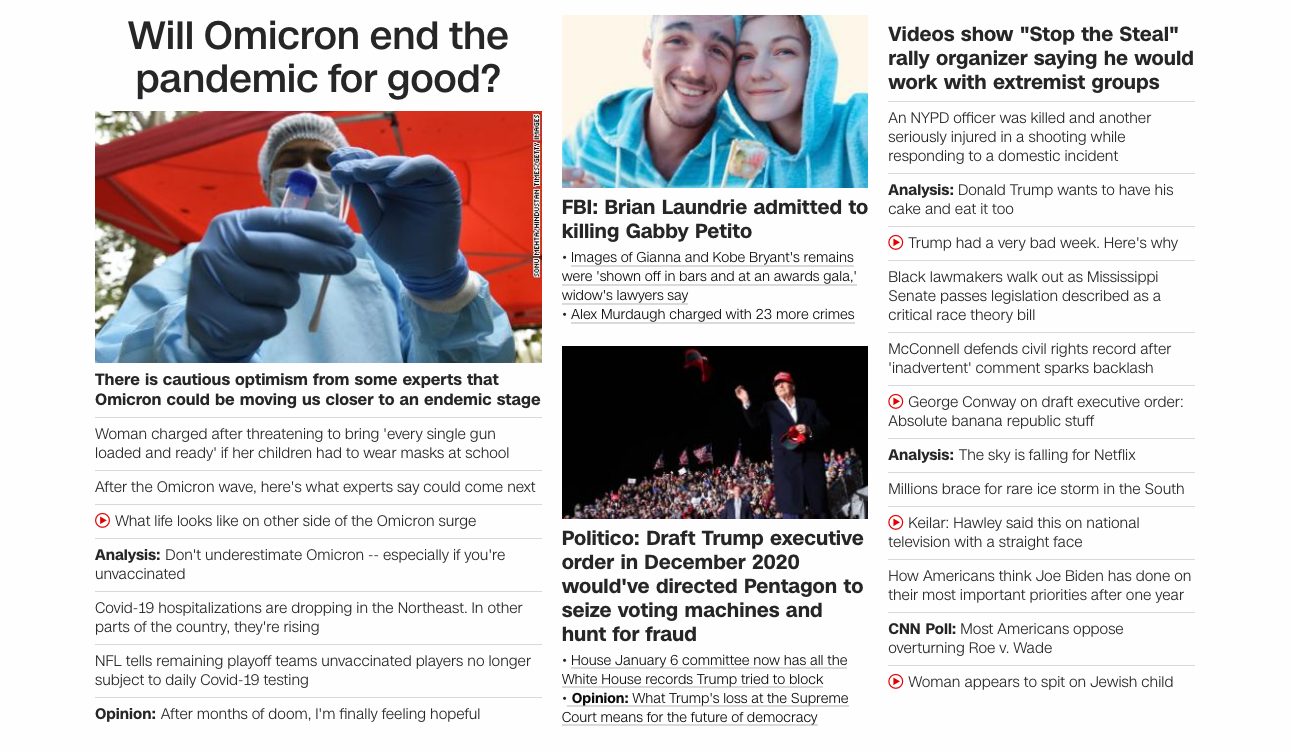 Will Omicron end the
pandemic for good?
SONU MEHTA/HINDUSTAN TIMES/GETTY IMAGES
There is cautious optimism from some experts that
Omicron could be moving us closer to an endemic stage
Woman charged after threatening to bring 'every single gun
loaded and ready' if her children had to wear masks at school
After the Omicron wave, here's what experts say could come next
What life looks like on other side of the Omicron surge
Analysis: Don't underestimate Omicron -- especially if you're
unvaccinated
Covid-19 hospitalizations are dropping in the Northeast. In other
parts of the country, they're rising
NFL tells remaining playoff teams unvaccinated players no longer
subject to daily Covid-19 testing
Opinion: After months of doom, I'm finally feeling hopeful
FBI: Brian Laundrie admitted to
killing Gabby Petito
• Images of Gianna and Kobe Bryant's remains
were 'shown off in bars and at an awards gala,'
widow's lawyers say
• Alex Murdaugh charged with 23 more crimes
Politico: Draft Trump executive
order in December 2020
would've directed Pentagon to
seize voting machines and
hunt for fraud
• House January 6 committee now has all the
White House records Trump tried to block
• Opinion: What Trump's loss at the Supreme
Court means for the future of democracy
Videos show "Stop the Steal"
rally organizer saying he would
work with extremist groups
An NYPD officer was killed and another
seriously injured in a shooting while
responding to a domestic incident
Analysis: Donald Trump wants to have his
cake and eat it too
Trump had a very bad week. Here's why
Black lawmakers walk out as Mississippi
Senate passes legislation described as a
critical race theory bill
McConnell defends civil rights record after
'inadvertent' comment sparks backlash
George Conway on draft executive order:
Absolute banana republic stuff
Analysis: The sky is falling for Netflix
Millions brace for rare ice storm in the South
Keilar: Hawley said this on national
television with a straight face
How Americans think Joe Biden has done on
their most important priorities after one year
CNN Poll: Most Americans oppose
overturning Roe v. Wade
Woman appears to spit on Jewish child